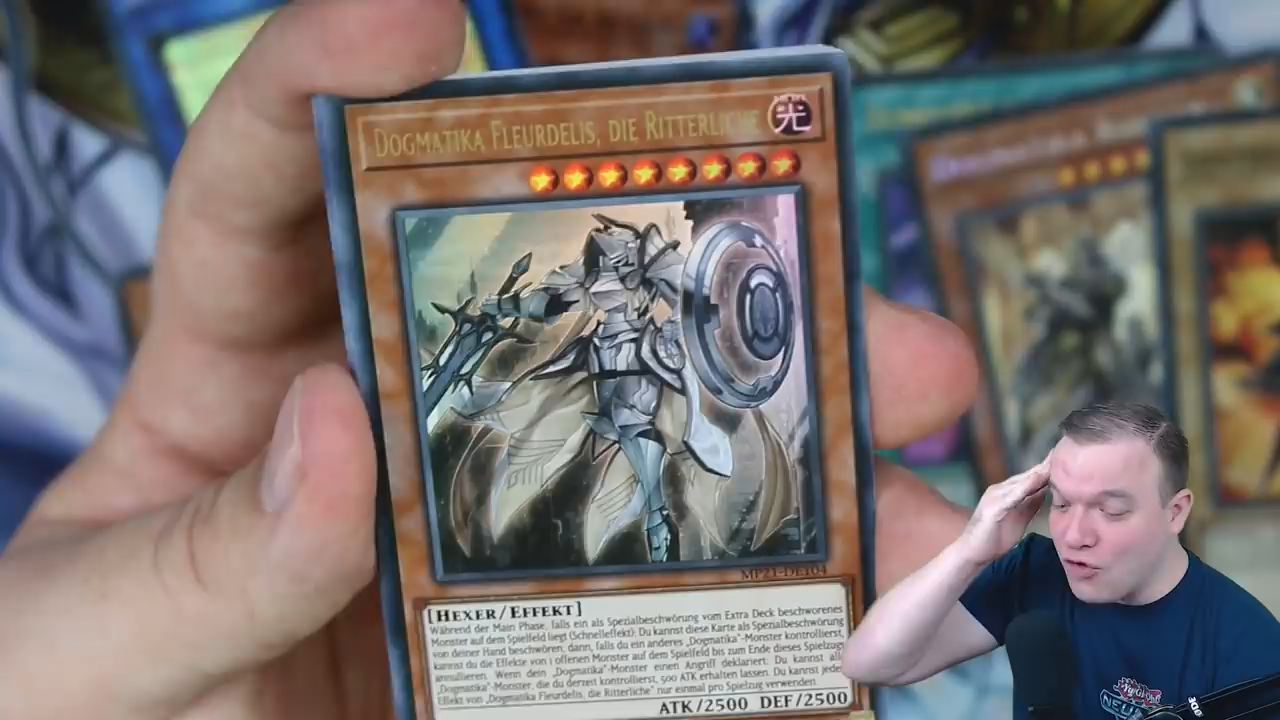 DOGMATIKA FLEURDELIS, DIE RITTERLICHE
光
MP21-DE104
[HEXER/EFFEKT]
Während der Main Phase, falls ein als Spezialbeschwörung vom Extra Deck beschworenes
Monster auf dem Spielfeld liegt (Schnelleffekt): Du kannst diese Karte als Spezialbeschwörung
von deiner Hand beschwören, dann, falls du ein anderes „Dogmatika"-Monster kontrollierst,
kannst du die Effekte von 1 offenen Monster auf dem Spielfeld bis zum Ende dieses Spielzugs
annullieren. Wenn dein „Dogmatika"-Monster einen Angriff deklariert: Du kannst alle
„Dogmatika"-Monster, die du derzeit kontrollierst, 500 ATK erhalten lassen. Du kannst jeden
Effekt von „Dogmatika Fleurdelis, die Ritterliche" nur einmal pro Spielzug verwenden.
ATK/2500 DEF/2500